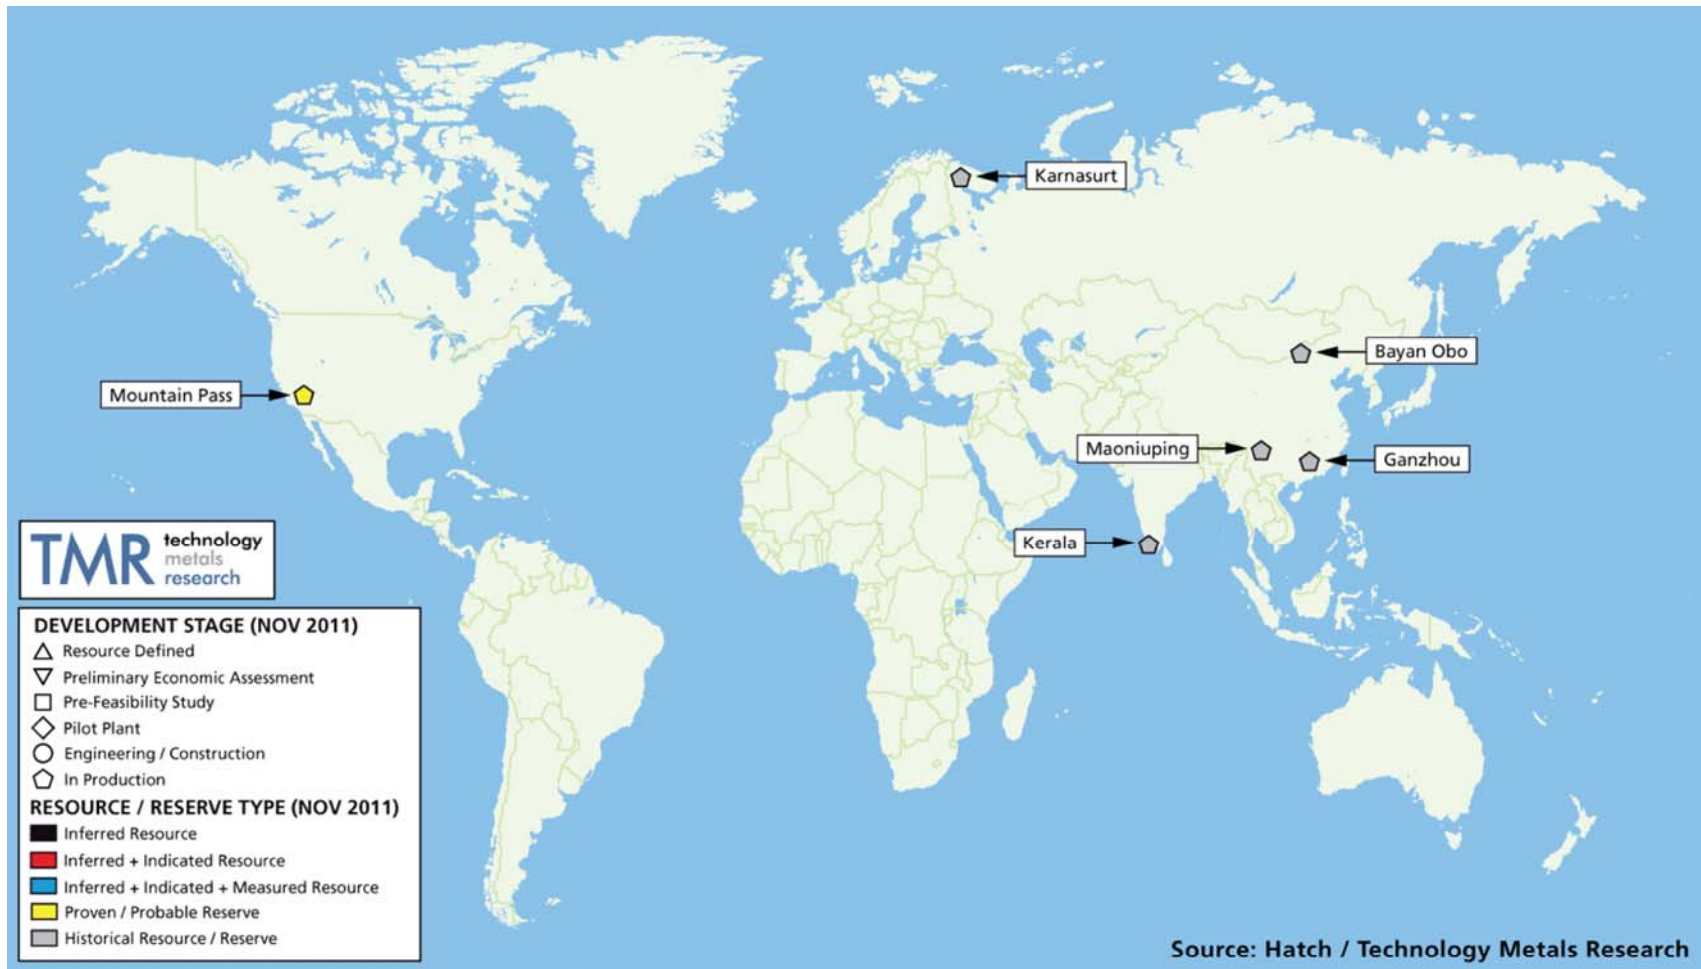 Karnasurt
Bayan Obo
Mountain Pass
Maoniuping
Ganzhou
Kerala
TMR technology
metals
research
DEVELOPMENT STAGE (NOV 2011)
Resource Defined
Preliminary Economic Assessment
Pre-Feasibility Study
Pilot Plant
Engineering / Construction
In Production
RESOURCE / RESERVE TYPE (NOV 2011)
Inferred Resource
Inferred + Indicated Resource
Inferred + Indicated + Measured Resource
Proven / Probable Reserve
Historical Resource / Reserve
Source: Hatch / Technology Metals Research